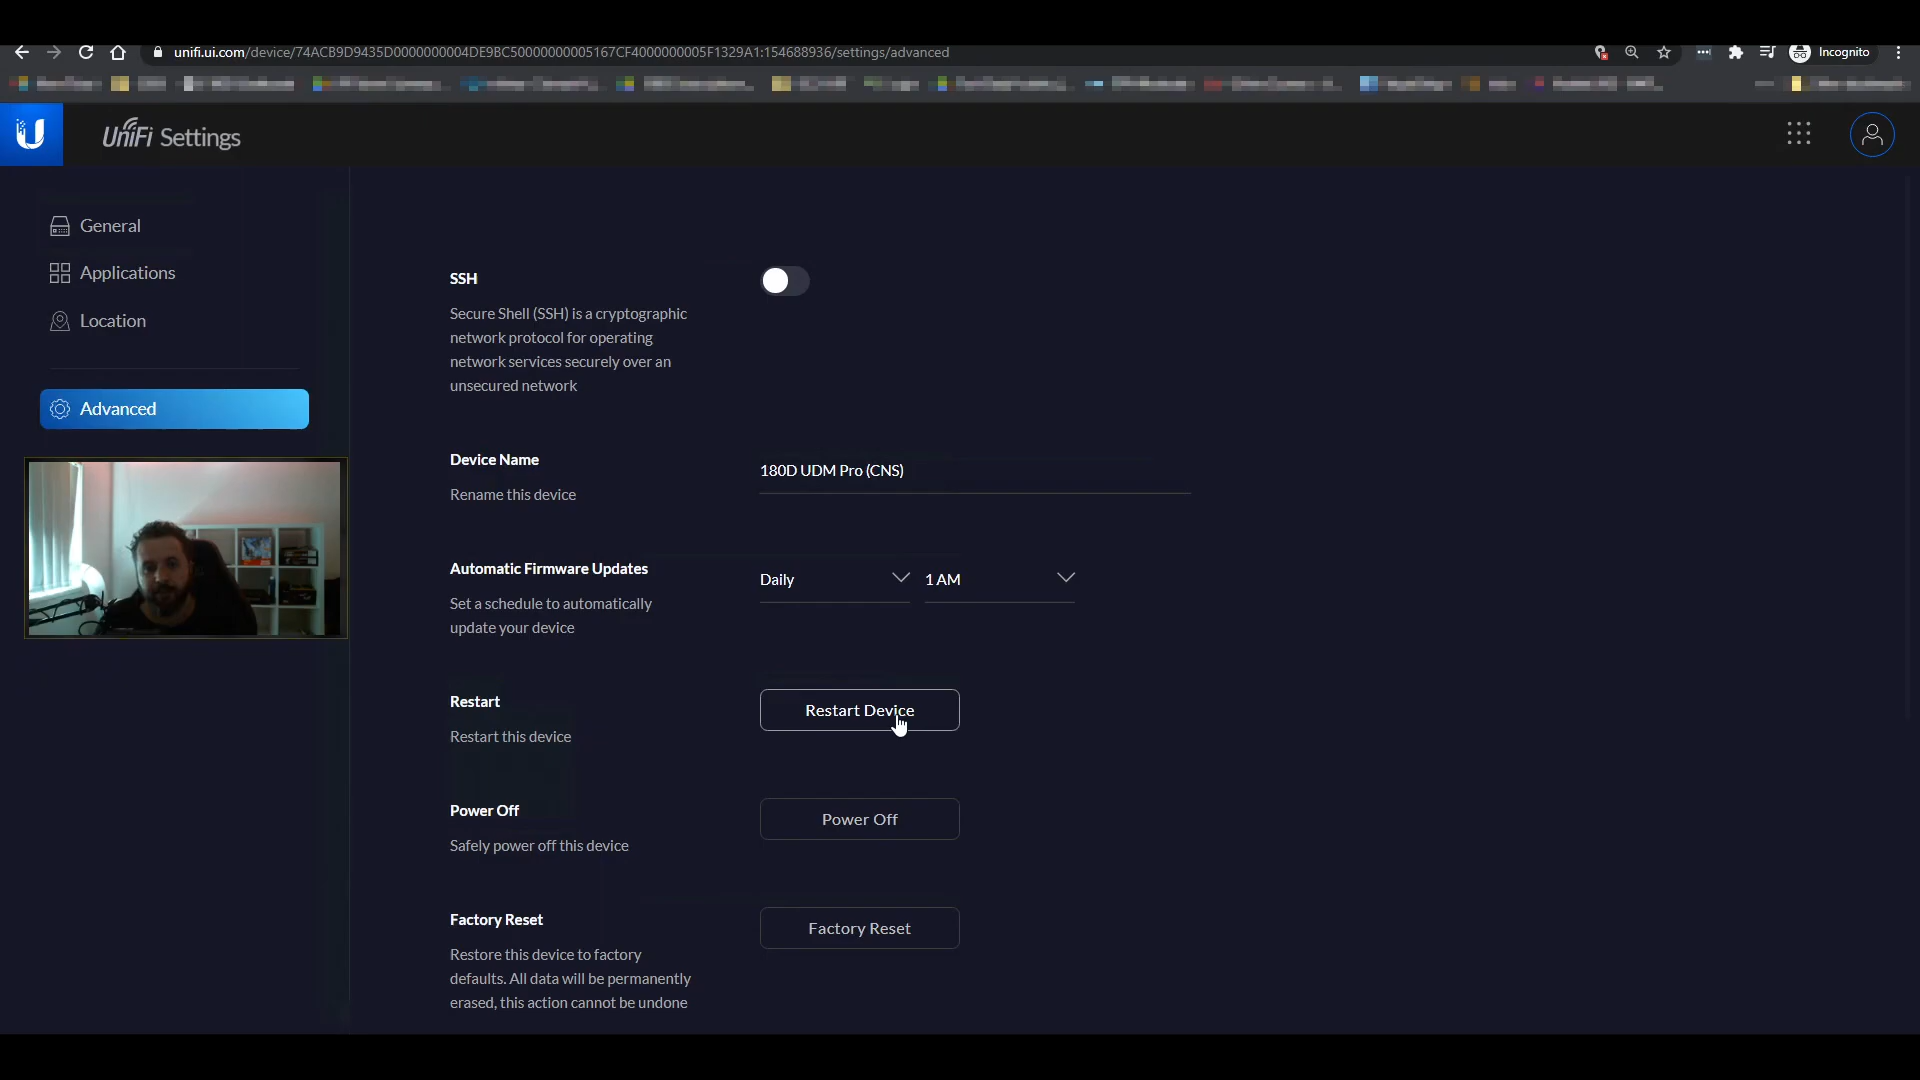 unifi.ui.com/device/74ACB9D9435D0000000004DE9BC50000000005167CF4000000005F1329A1:154688936/settings/advanced
Incognito
UniFi Settings
General
Applications
Location
Advanced
SSH
Secure Shell (SSH) is a cryptographic
network protocol for operating
network services securely over an
unsecured network
Device Name
180D UDM Pro (CNS)
Rename this device
Automatic Firmware Updates
Daily
1 AM
Set a schedule to automatically
update your device
Restart
Restart Device
Restart this device
Power Off
Power Off
Safely power off this device
Factory Reset
Factory Reset
Restore this device to factory
defaults. All data will be permanently
erased, this action cannot be undone